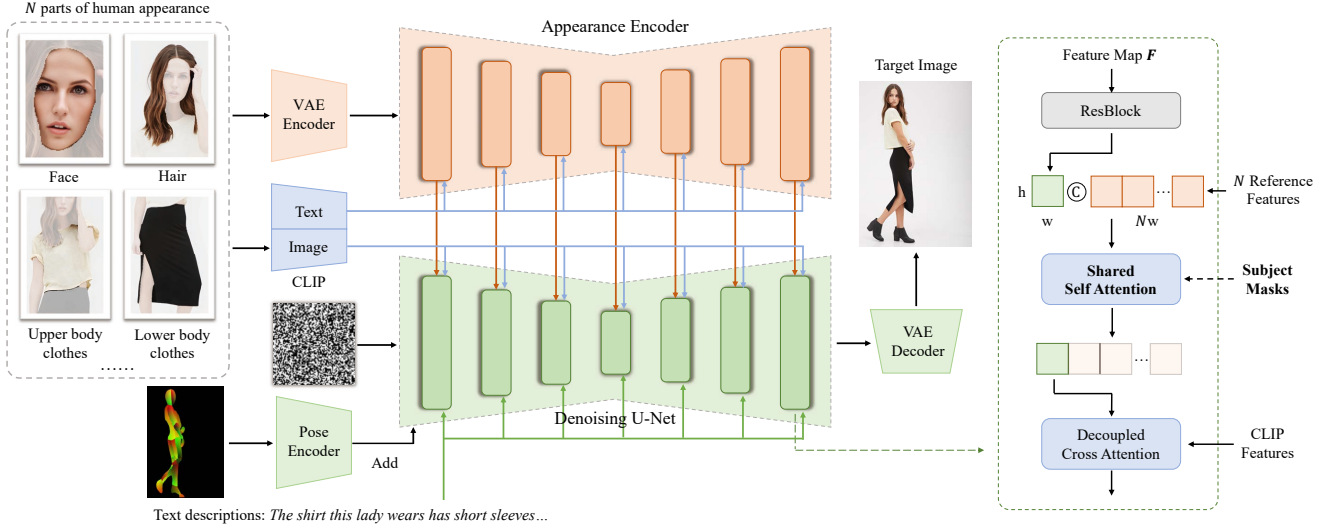 N parts of human appearance
Face
Hair
Upper body
clothes
Lower body
clothes
......
VAE
Encoder
Text
Image
CLIP
Pose
Encoder
Add
Text descriptions: The shirt this lady wears has short sleeves...
Appearance Encoder
Denoising U-Net
Target Image
VAE
Decoder
Feature Map F
ResBlock
h
w
C
...
Nw
N Reference
Features
Shared
Self Attention
Subject
Masks
...
Decoupled
Cross Attention
CLIP
Features